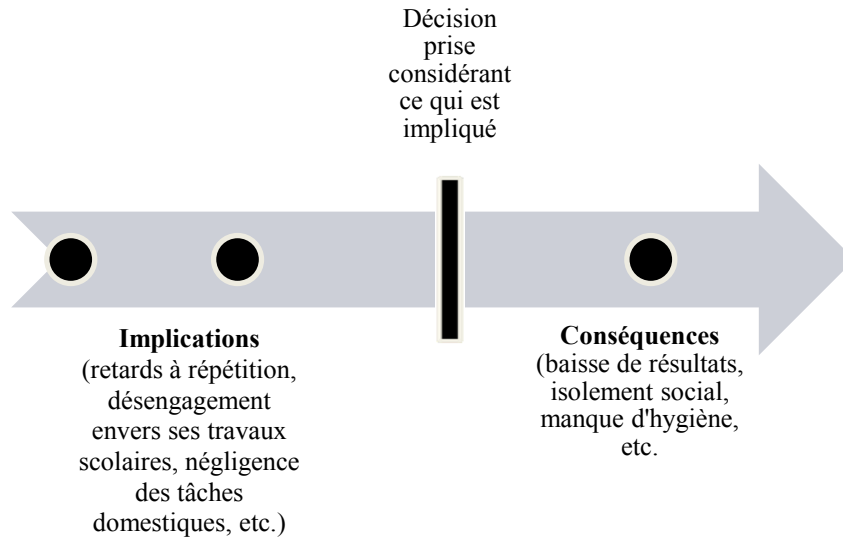 Décision
prise
considérant
ce qui est
impliqué
Implications
(retards à répétition,
désengagement
envers ses travaux
scolaires, négligence
des tâches
domestiques, etc.)
Conséquences
(baisse de résultats,
isolement social,
manque d'hygiène,
etc.